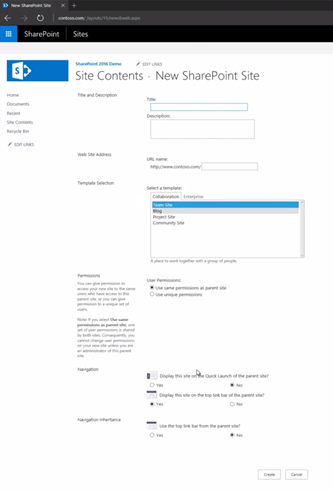 SharePoint 2016 Demo
contoso.com/_layouts/15/newsbweb.aspx
SharePoint Sites
SharePoint 2016 Demo EDIT LINKS
Site Contents › New SharePoint Site
Home
Documents
Recent
Site Contents
Recycle Bin
EDIT LINKS
Title and Description
Title:
Description:
Web Site Address
URL name:
http://www.contoso.com/
Template Selection
Select a template:
Collaboration Enterprise
Team Site
Blog
Project Site
Community Site
A place to work together with a group of people.
Permissions
You can give permission to
access your new site to the same
users who have access to this
parent site, or you can give
permission to a unique set of
users.
Note: if you select Use same
permissions as parent site, one
set of user permissions is shared
by both sites. Consequently, you
cannot change user permissions
on your new site unless you are
an administrator of this parent
site.
User Permissions:
Use same permissions as parent site
Use unique permissions
Navigation
Display this site on the Quick Launch of the parent site?
Yes No
Display this site on the top link bar of the parent site?
Yes No
Navigation Inheritance
Use the top link bar from the parent site?
Yes No
Create Cancel